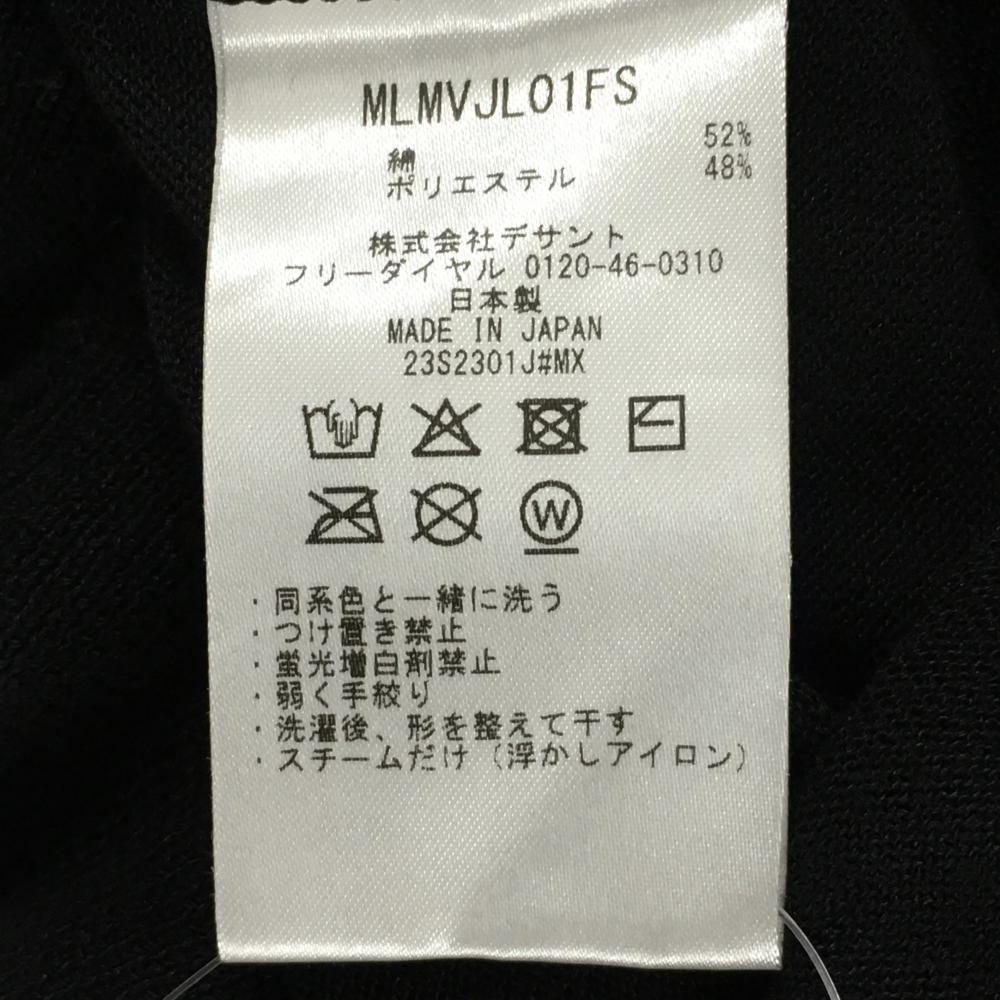 MLMVJL01FS
綿 52%
ポリエステル 48%
株式会社デサント
フリーダイヤル 0120-46-0310
日本製
MADE IN JAPAN
23S2301J#MX
W
・同系色と一緒に洗う
・つけ置き禁止
・蛍光増白剤禁止
・弱く手絞り
・洗濯後、形を整えて干す
・スチームだけ（浮かしアイロン）